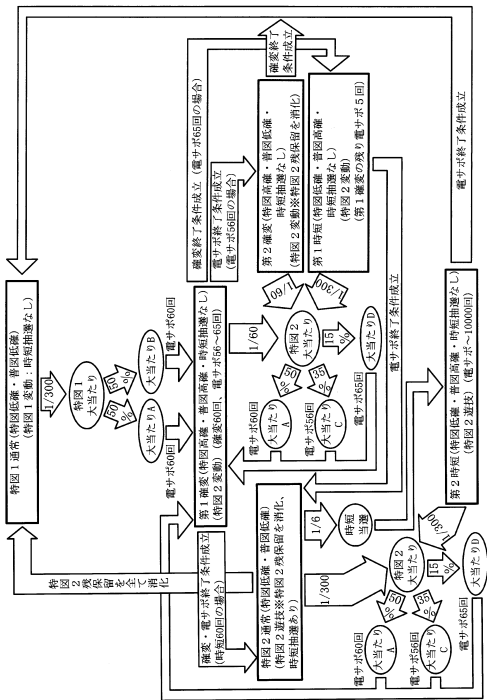 特図1通常(特図低確・普図低確)
(特図1変動：時短抽選なし)
1/300
特図1
大当たり
50%
50%
大当たりA
大当たりB
電サポ60回
電サポ60回
第1確変(特図高確・普図高確・時短抽選なし)
(特図2変動)(確変60回、電サポ56～65回)
確変終了条件成立(電サポ65回の場合)
電サポ終了条件成立
(電サポ56回の場合)
第2確変(特図高確・普図低確・
時短抽選なし)
(特図2変動※特図2残保留を消化)
確変終了
条件成立
第1時短(特図低確・普図高確・
時短抽選なし)
(特図2変動)
(第1確変の残り電サポ5回)
1/60
1/60
1/300
特図2
大当たり
50%
35%
15%
大当たり
A
大当たり
C
大当たりD
電サポ60回
電サポ56回
電サポ65回
電サポ終了条件成立
特図2残保留を全て消化
確変・電サポ終了条件成立
(時短60回の場合)
特図2通常(特図低確・普図低確)
(特図2遊技※特図2残保留を消化、
時短抽選あり)
1/6
時短
当選
1/300
第2時短(特図低確・普図高確・時短抽選なし)
(特図2遊技)(電サポ～10000回)
電サポ終了条件成立
1/300
特図2
大当たり
50%
35%
15%
大当たり
A
大当たり
C
大当たりD
電サポ60回
電サポ56回
電サポ65回